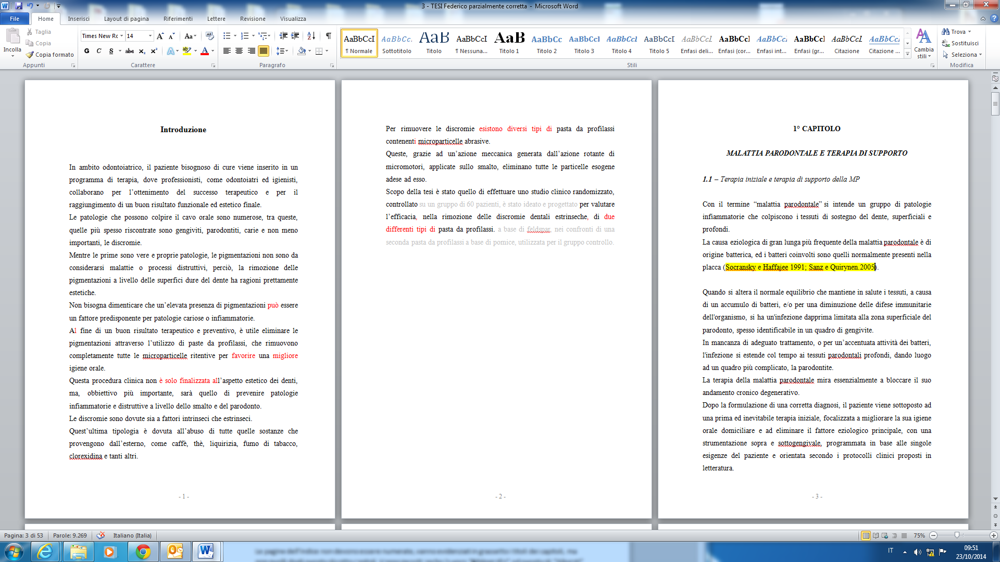 3 - TESI Federico parzialmente corretta - Microsoft Word
File Home Inserisci Layout di pagina Riferimenti Lettere Revisione Visualizza
Incolla
Taglia
Copia
Copia formato
Appunti
Times New Rc 14
Aa
G C S abc x₂ x² A ab A
Carattere
Paragrafo
AaBbCcI AaBbCc. AaB AaBbCcI AaB AaBbCc AaBbCcI AaBbCcI AaBbCcI AaBbCcI AaBbCcI AaBbCcI AaBbCcI AaBbCcI AaBbCcI
¶ Normale Sottotitolo Titolo ¶ Nessuna... Titolo 1 Titolo 2 Titolo 3 Titolo 4 Titolo 5 Enfasi deli... Enfasi (cor... Enfasi int... Enfasi (gr... Citazione Citazione ...
Stili
Cambia
stili
Trova
Sostituisci
Seleziona
Modifica
Introduzione
In ambito odontoiatrico, il paziente bisognoso di cure viene inserito in un
programma di terapia, dove professionisti, come odontoiatri ed igienisti,
collaborano per l’ottenimento del successo terapeutico e per il
raggiungimento di un buon risultato funzionale ed estetico finale.
Le patologie che possono colpire il cavo orale sono numerose, tra queste,
quelle più spesso riscontrate sono gengiviti, parodontiti, carie e non meno
importanti, le discromie.
Mentre le prime sono vere e proprie patologie, le pigmentazioni non sono da
considerarsi malattie o processi distruttivi, perciò, la rimozione delle
pigmentazioni a livello delle superfici dure del dente ha ragioni prettamente
estetiche.
Non bisogna dimenticare che un’elevata presenza di pigmentazioni può essere
un fattore predisponente per patologie cariose o infiammatorie.
Al fine di un buon risultato terapeutico e preventivo, è utile eliminare le
pigmentazioni attraverso l’utilizzo di paste da profilassi, che rimuovono
completamente tutte le microparticelle ritentive per favorire una migliore
igiene orale.
Questa procedura clinica non è solo finalizzata all’aspetto estetico dei denti,
ma, obbiettivo più importante, sarà quello di prevenire patologie
infiammatorie e distruttive a livello dello smalto e del parodonto.
Le discromie sono dovute sia a fattori intrinseci che estrinseci.
Quest’ultima tipologia è dovuta all’abuso di tutte quelle sostanze che
provengono dall’esterno, come caffè, thè, liquirizia, fumo di tabacco,
clorexidina e tanti altri.
- 1 -
Per rimuovere le discromie esistono diversi tipi di pasta da profilassi
contenenti microparticelle abrasive.
Queste, grazie ad un’azione meccanica generata dall’azione rotante di
micromotori, applicate sullo smalto, eliminano tutte le particelle esogene
adese ad esso.
Scopo della tesi è stato quello di effettuare uno studio clinico randomizzato,
controllato su un gruppo di 60 pazienti, è stato ideato e progettato per valutare
l’efficacia, nella rimozione delle discromie dentali estrinseche, di due
differenti tipi di pasta da profilassi. a base di feldspar, nei confronti di una
seconda pasta da profilassi a base di pomice, utilizzata per il gruppo controllo.
- 2 -
1° CAPITOLO
MALATTIA PARODONTALE E TERAPIA DI SUPPORTO
1.1 – Terapia iniziale e terapia di supporto della MP
Con il termine “malattia parodontale” si intende un gruppo di patologie
infiammatorie che colpiscono i tessuti di sostegno del dente, superficiali e
profondi.
La causa eziologica di gran lunga più frequente della malattia parodontale è di
origine batterica, ed i batteri coinvolti sono quelli normalmente presenti nella
placca (Socransky e Haffajee 1991; Sanz e Quirynen.2005).
Quando si altera il normale equilibrio che mantiene in salute i tessuti, a causa
di un accumulo di batteri, e/o per una diminuzione delle difese immunitarie
dell'organismo, si ha un'infezione dapprima limitata alla zona superficiale del
parodonto, spesso identificabile in un quadro di gengivite.
In mancanza di adeguato trattamento, o per un’accentuata attività dei batteri,
l'infezione si estende col tempo ai tessuti parodontali profondi, dando luogo
ad un quadro più complicato, la parodontite.
La terapia della malattia parodontale mira essenzialmente a bloccare il suo
andamento cronico degenerativo.
Dopo la formulazione di una corretta diagnosi, il paziente viene sottoposto ad
una prima ed inevitabile terapia iniziale, focalizzata a migliorare la sua igiene
orale domiciliare e ad eliminare il fattore eziologico principale, con una
strumentazione sopra e sottogengivale, programmata in base alle singole
esigenze del paziente e orientata secondo i protocolli clinici proposti in
letteratura.
- 3 -
Pagina: 3 di 53 Parole: 9.269 Italiano (Italia) 75%
Le pagine dell'indice non devono essere numerate, vanno evidenziati in grassetto i titoli dei capitoli, ma
IT 09:51
23/10/2014